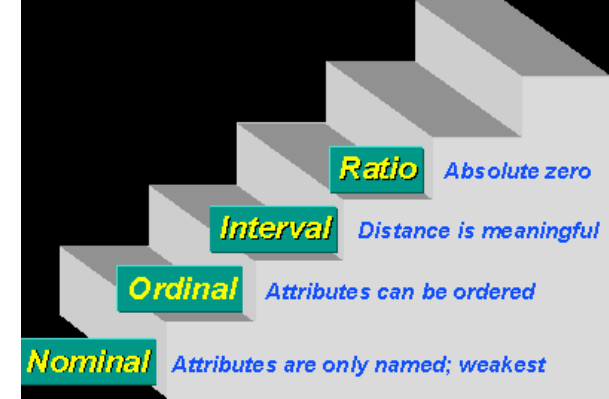 Ratio Absolute zero
Interval Distance is meaningful
Ordinal Attributes can be ordered
Nominal Attributes are only named; weakest